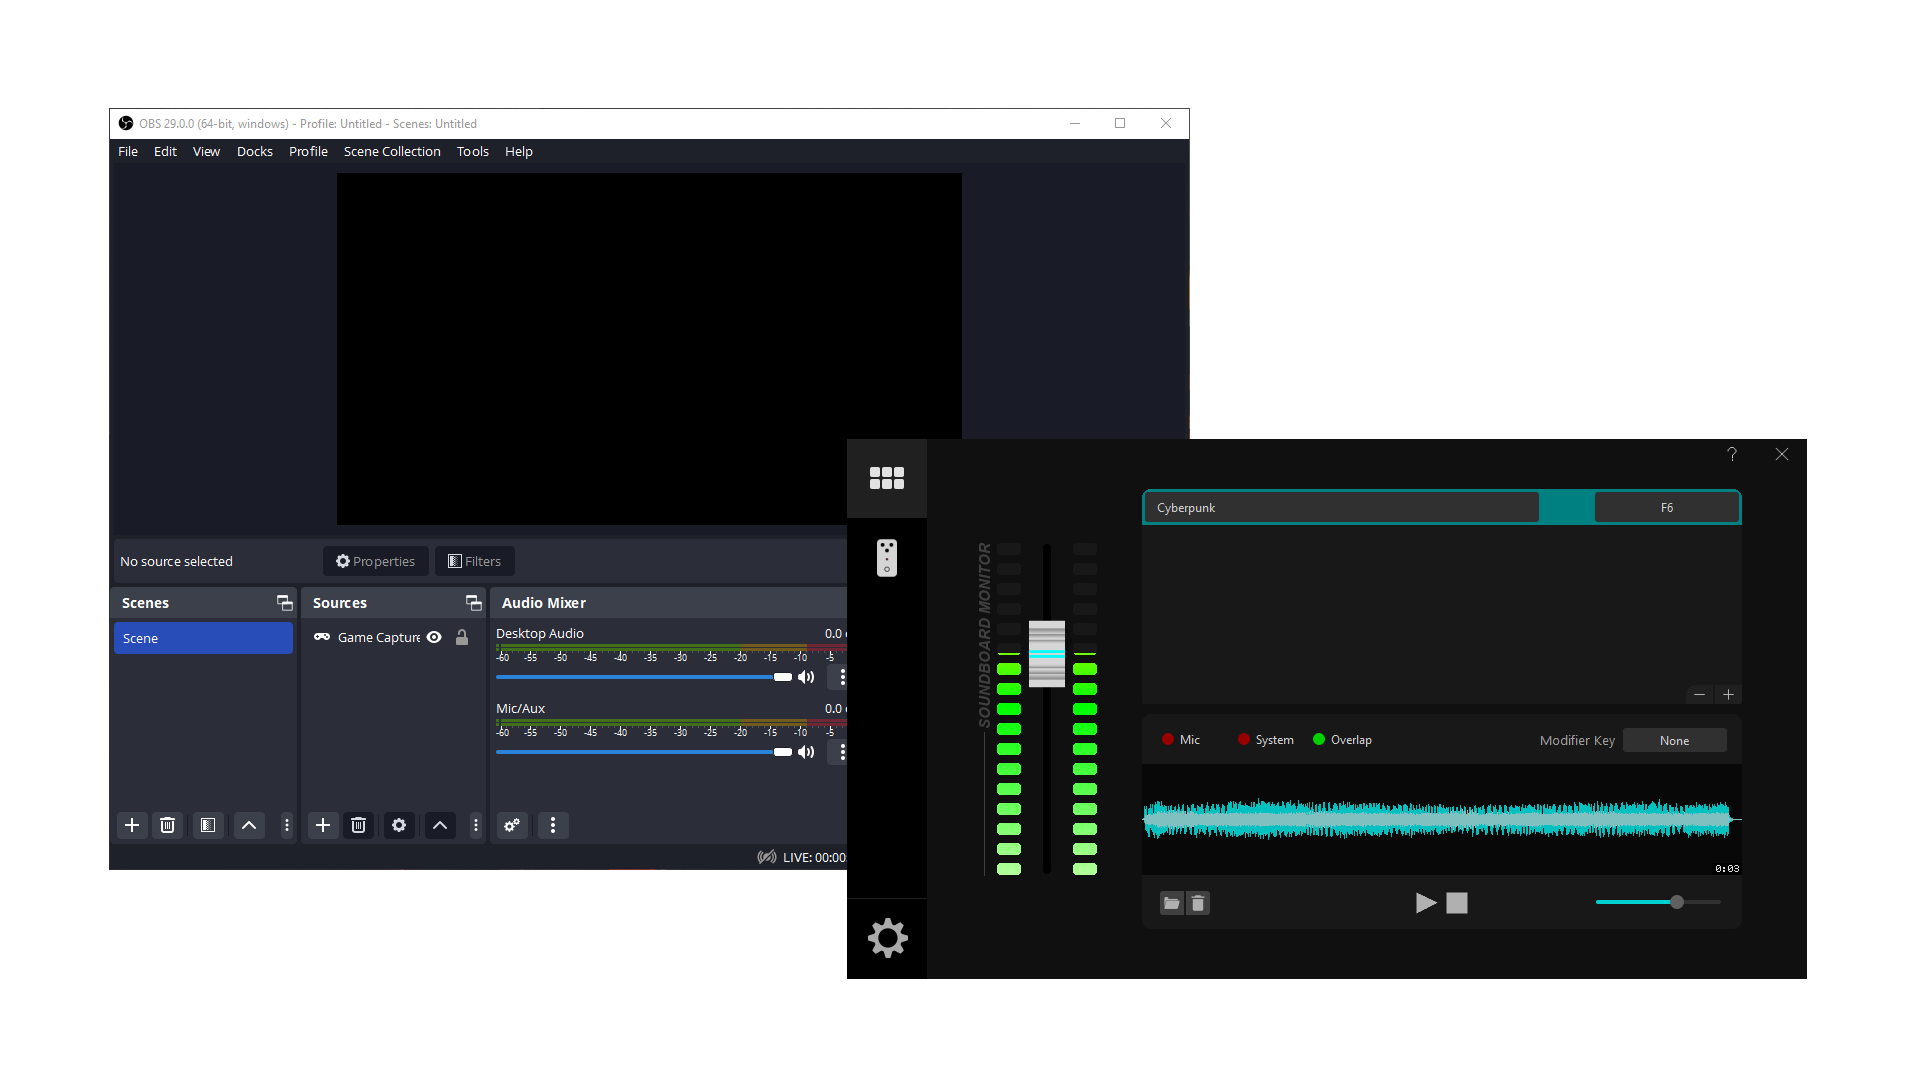 OBS 29.0.0 (64-bit, windows) - Profile: Untitled - Scenes: Untitled
File Edit View Docks Profile Scene Collection Tools Help
No source selected
Properties
Filters
Scenes
Scene
Sources
Game Capture
Audio Mixer
Desktop Audio 0.0
-60 -55 -50 -45 -40 -35 -30 -25 -20 -15 -10 -5
Mic/Aux 0.0
-60 -55 -50 -45 -40 -35 -30 -25 -20 -15 -10 -5
LIVE: 00:00
?
SOUNDBOARD MONITOR
Cyberpunk F6
Mic System Overlap Modifier Key None
0:03